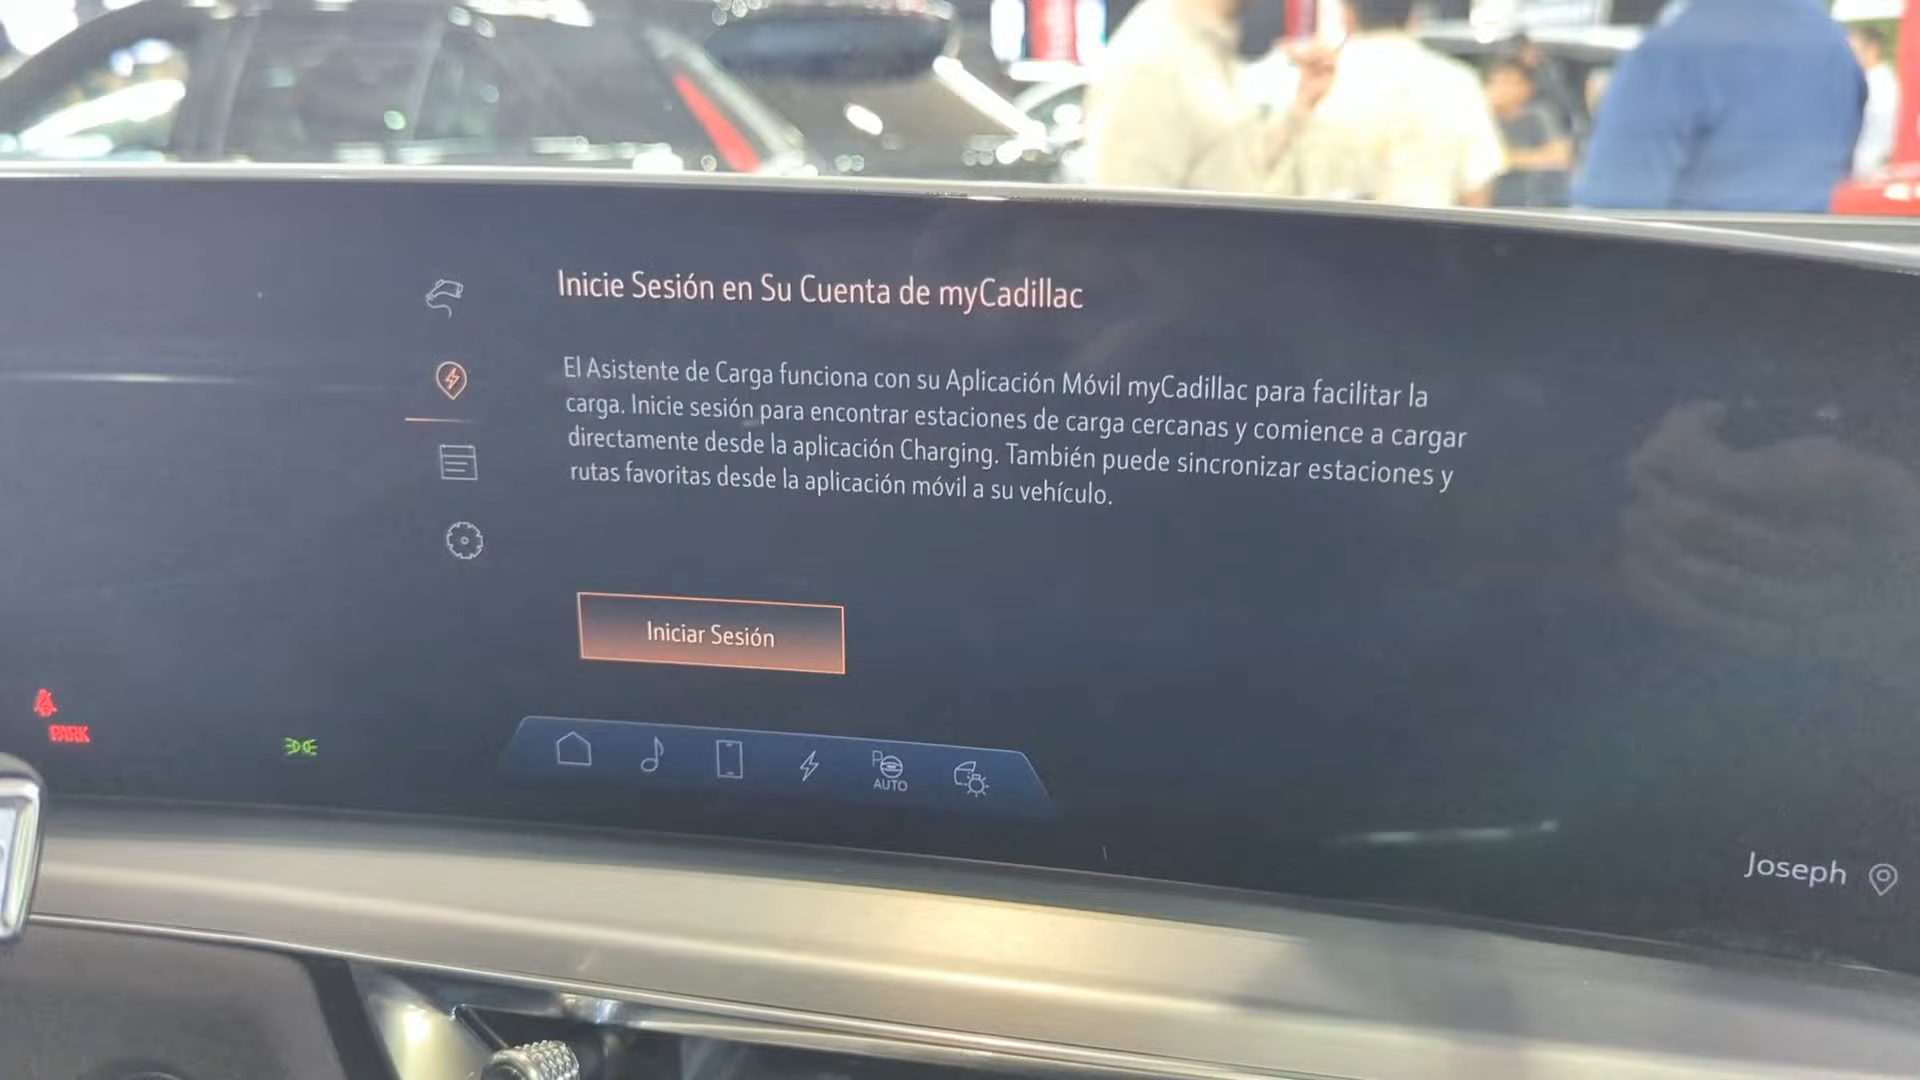 Inicie Sesión en Su Cuenta de myCadillac
El Asistente de Carga funciona con su Aplicación Móvil myCadillac para facilitar la
carga. Inicie sesión para encontrar estaciones de carga cercanas y comience a cargar
directamente desde la aplicación Charging. También puede sincronizar estaciones y
rutas favoritas desde la aplicación móvil a su vehículo.
Iniciar Sesión
PARK
P
AUTO
Joseph